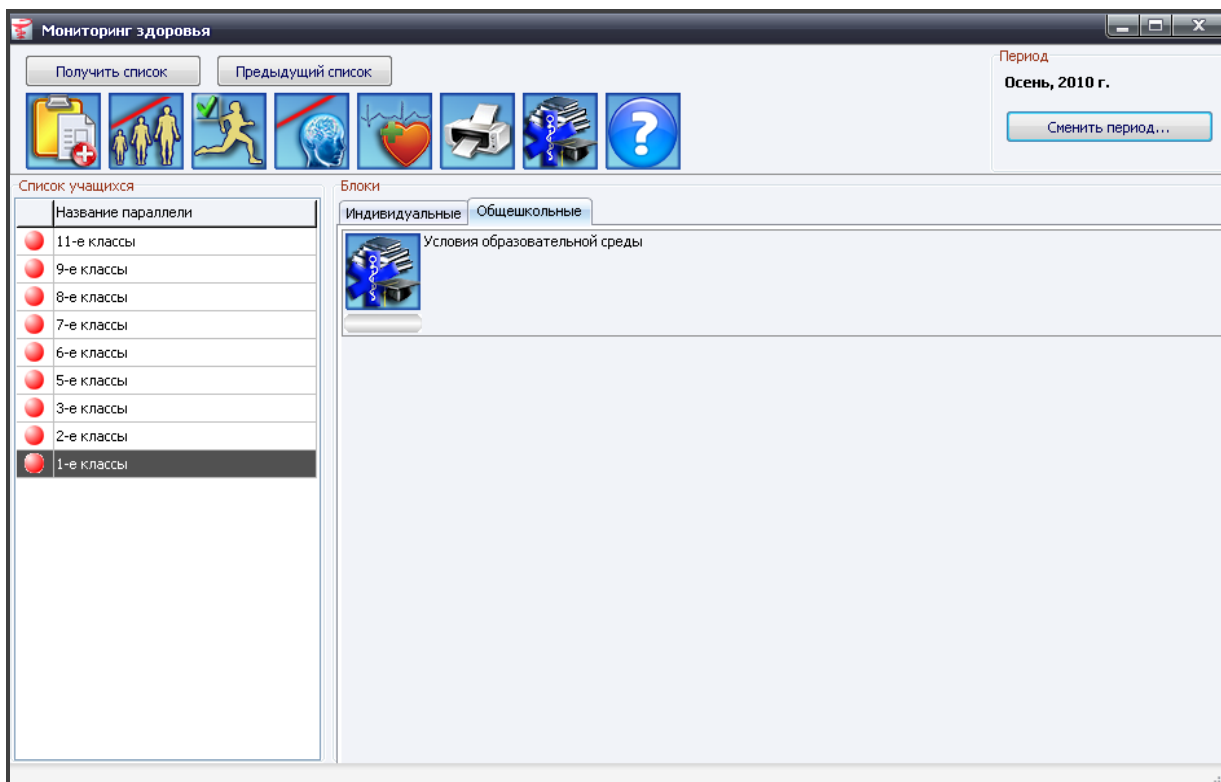 Мониторинг здоровья
Получить список
Предыдущий список
Период
Осень, 2010 г.
Сменить период...
Список учащихся
Название параллели
11-е классы
9-е классы
8-е классы
7-е классы
6-е классы
5-е классы
3-е классы
2-е классы
1-е классы
Блоки
Индивидуальные
Общешкольные
Условия образовательной среды